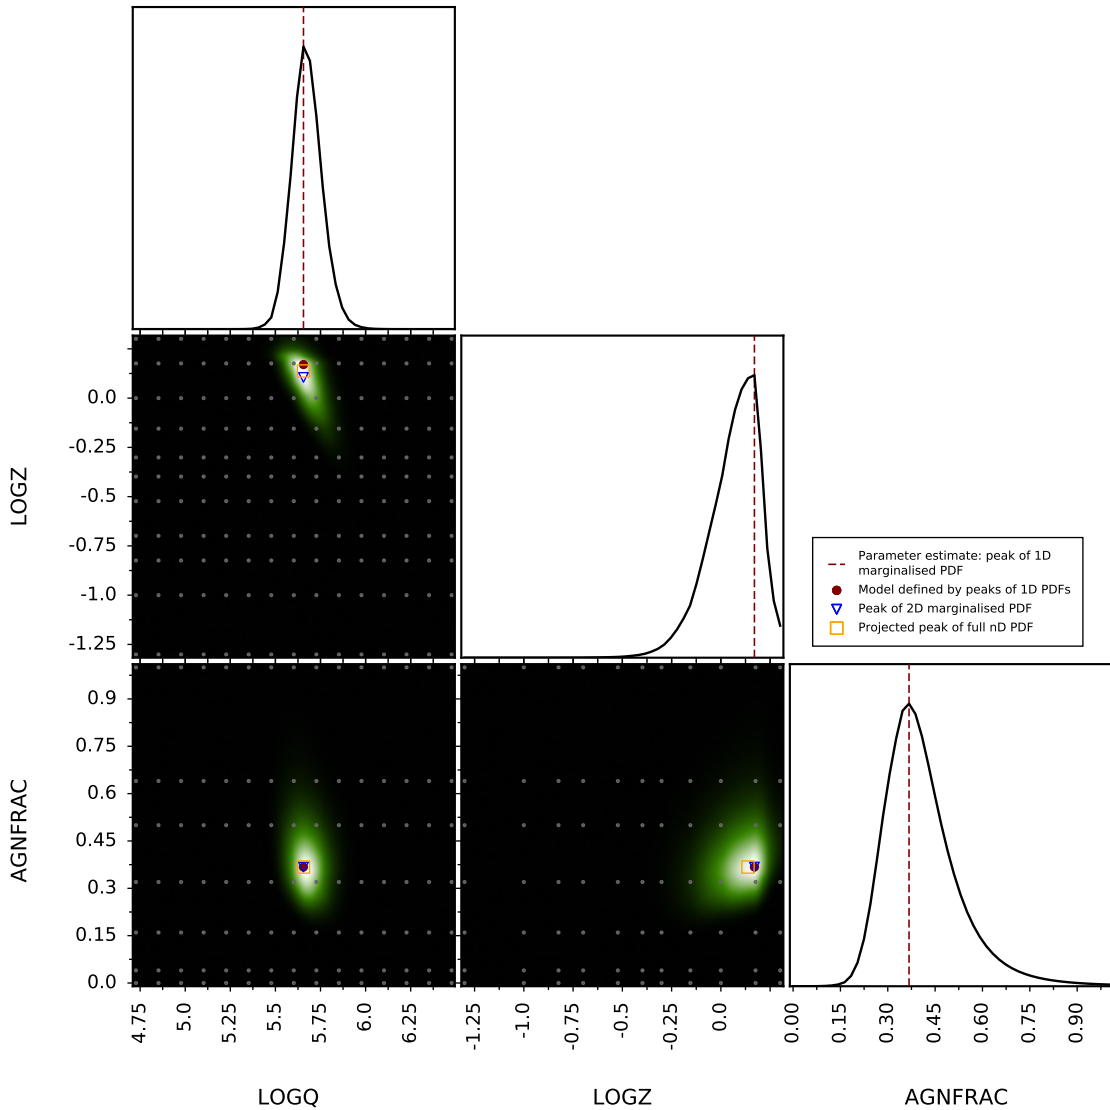 0.0
-0.25
-0.5
-0.75
-1.0
-1.25
LOGZ
Parameter estimate: peak of 1D
marginalised PDF
Model defined by peaks of 1D PDFs
Peak of 2D marginalised PDF
Projected peak of full nD PDF
0.9
0.75
0.6
0.45
0.3
0.15
0.0
AGNFRAC
4.75 5.0 5.25 5.5 5.75 6.0 6.25
-1.25 -1.0 -0.75 -0.5 -0.25 0.0
0.00 0.15 0.30 0.45 0.60 0.75 0.90
LOGQ LOGZ AGNFRAC